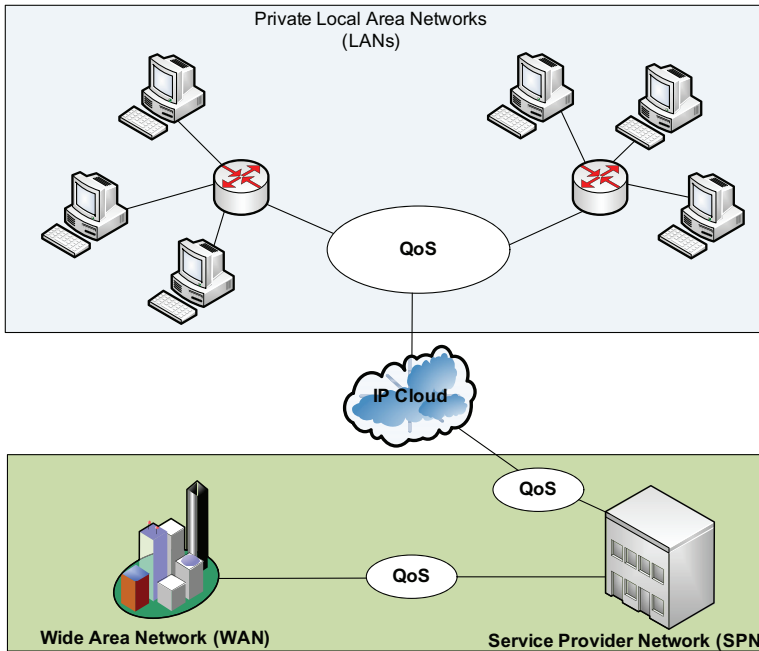 Private Local Area Networks
(LANs)
QoS
IP Cloud
QoS
QoS
Wide Area Network (WAN)
Service Provider Network (SPN